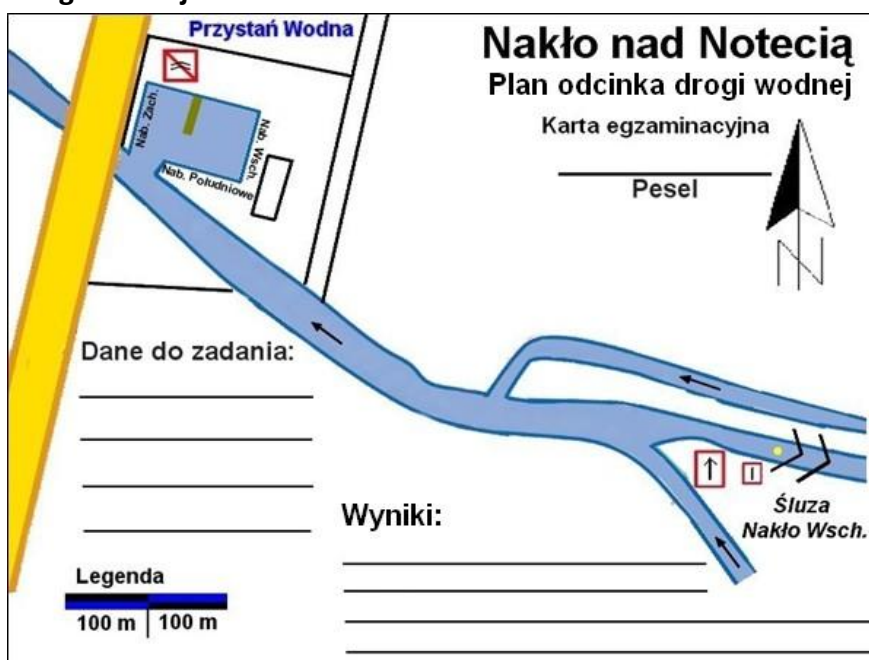 Przystań Wodna
Nakło nad Notecią
Plan odcinka drogi wodnej
Karta egzaminacyjna
Pesel
N
Nab. Zach.
Nab. Wsch.
Nab. Południowe
Dane do zadania:
Śluza
Nakło Wsch.
Wyniki:
Legenda
100 m 100 m